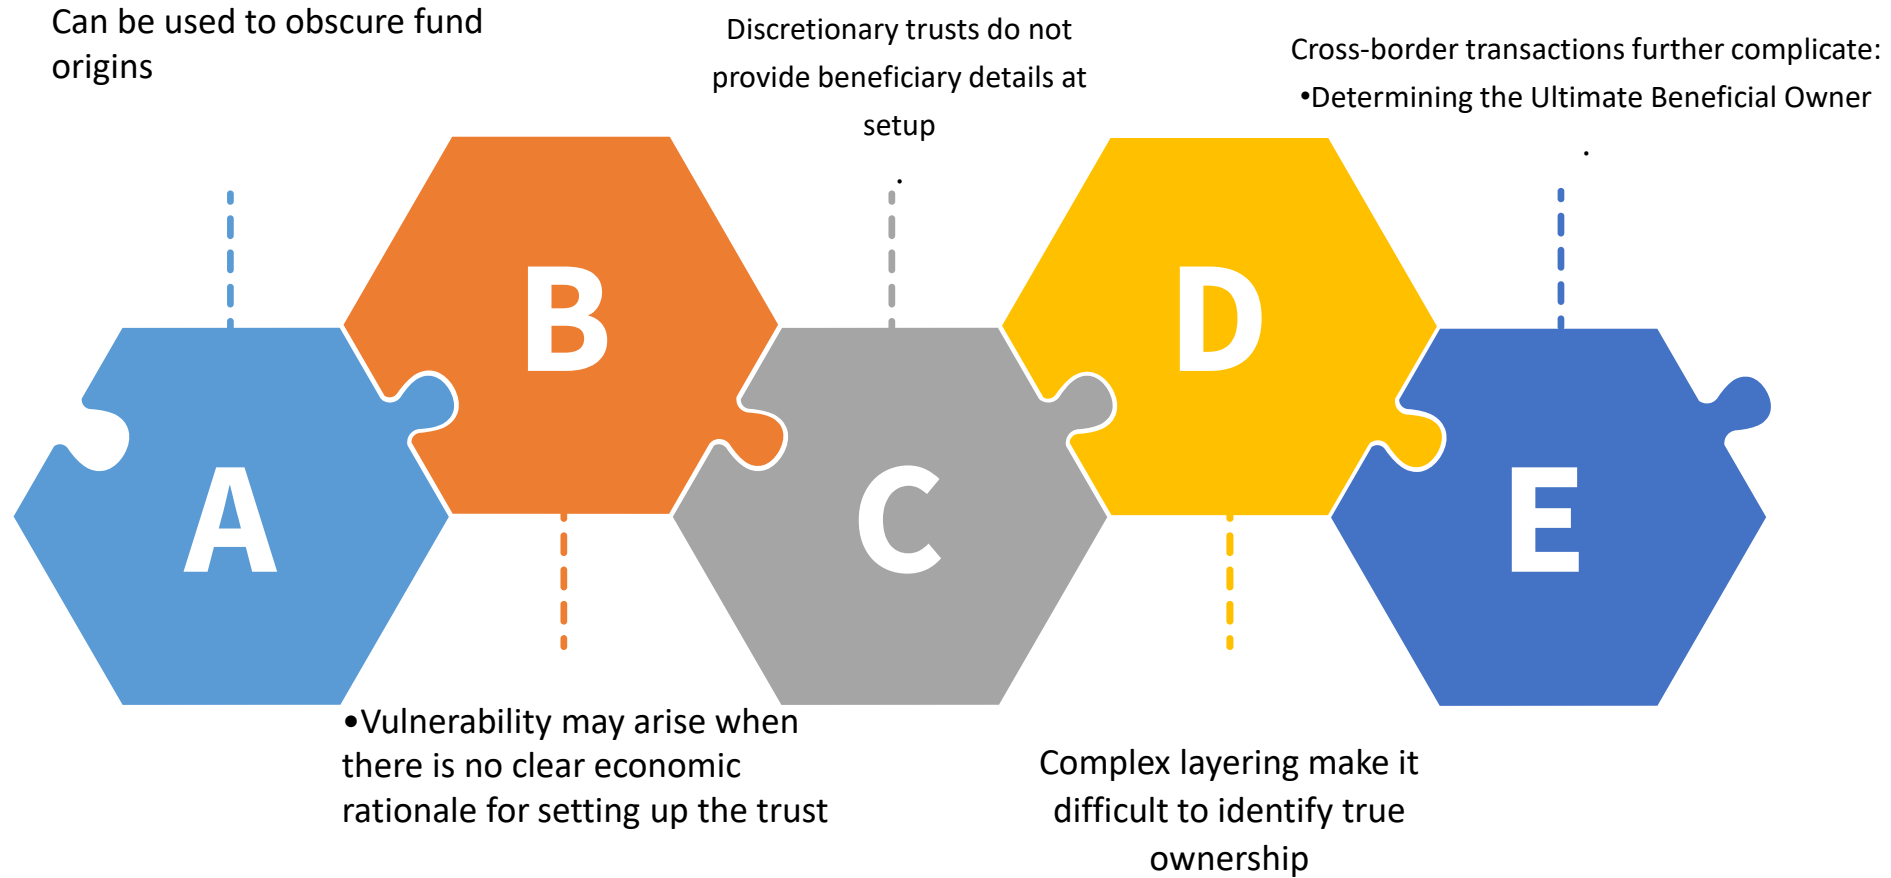 Can be used to obscure fund
origins
Discretionary trusts do not
provide beneficiary details at
setup
.
Cross-border transactions further complicate:
•Determining the Ultimate Beneficial Owner
.
A
B
C
D
E
•Vulnerability may arise when
there is no clear economic
rationale for setting up the trust
Complex layering make it
difficult to identify true
ownership